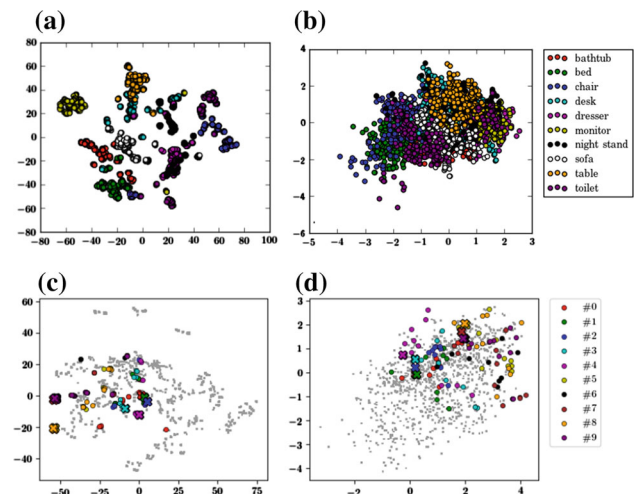 (a)
(b)
80
60
40
20
0
−20
−40
−60
−80
−80 −60 −40 −20 0 20 40 60 80 100
4
2
0
−2
−4
−6
−5 −4 −3 −2 −1 0 1 2 3
bathtub
bed
chair
desk
dresser
monitor
night stand
sofa
table
toilet
(c)
(d)
60
40
20
0
−20
−40
−50 −25 0 25 50 75
3
2
1
0
−1
−2
−3
−4
−2 0 2 4
#0
#1
#2
#3
#4
#5
#6
#7
#8
#9